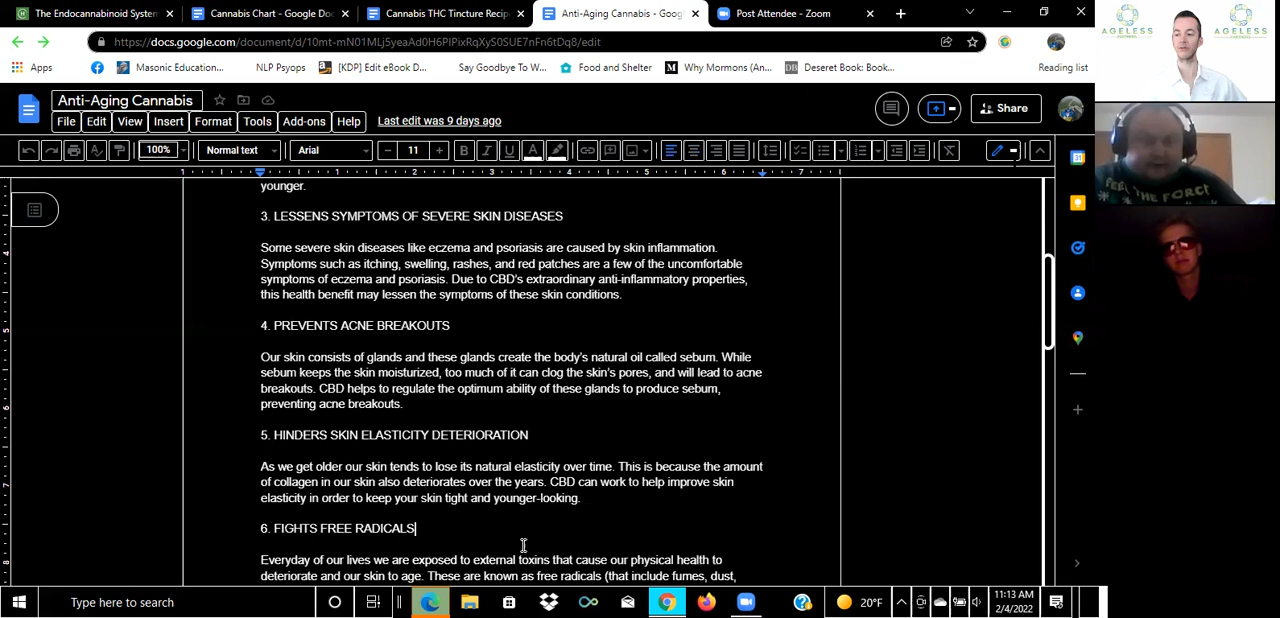 The Endocannabinoid System
Cannabis Chart - Google Doc
Cannabis THC Tincture Recip
Anti-Aging Cannabis - Goog
Post Attendee - Zoom
https://docs.google.com/document/d/10mt-mN01MLj5yeaAd0H6PIPixRqXyS0SUE7nFn6tDq8/edit
Apps
Masonic Education...
NLP Psyops
[KDP] Edit eBook D...
Say Goodbye To W...
Food and Shelter
Why Mormons (An...
Deseret Book: Book...
Reading list
AGELESS
AGELESS
Anti-Aging Cannabis
File Edit View Insert Format Tools Add-ons Help
Last edit was 9 days ago
Share
100% Normal text Arial 11
1 1 2 3 4 5 6 7
younger.
3. LESSENS SYMPTOMS OF SEVERE SKIN DISEASES
Some severe skin diseases like eczema and psoriasis are caused by skin inflammation.
Symptoms such as itching, swelling, rashes, and red patches are a few of the uncomfortable
symptoms of eczema and psoriasis. Due to CBD's extraordinary anti-inflammatory properties,
this health benefit may lessen the symptoms of these skin conditions.
4. PREVENTS ACNE BREAKOUTS
Our skin consists of glands and these glands create the body's natural oil called sebum. While
sebum keeps the skin moisturized, too much of it can clog the skin's pores, and will lead to acne
breakouts. CBD helps to regulate the optimum ability of these glands to produce sebum,
preventing acne breakouts.
5. HINDERS SKIN ELASTICITY DETERIORATION
As we get older our skin tends to lose its natural elasticity over time. This is because the amount
of collagen in our skin also deteriorates over the years. CBD can work to help improve skin
elasticity in order to keep your skin tight and younger-looking.
6. FIGHTS FREE RADICALS
Everyday of our lives we are exposed to external toxins that cause our physical health to
deteriorate and our skin to age. These are known as free radicals (that include fumes, dust,
FEEL THE FORCE
Type here to search
20°F
11:13 AM
2/4/2022